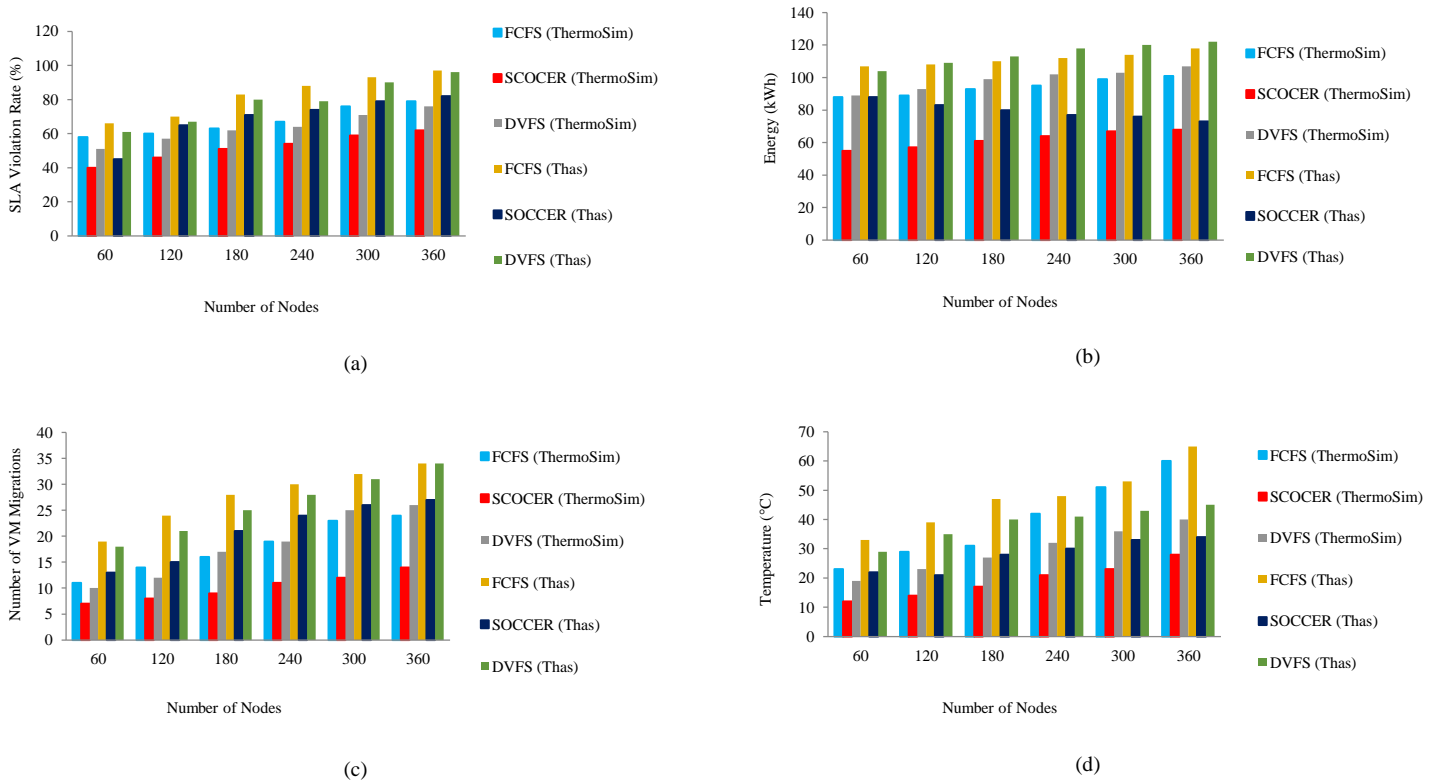 120
100
80
60
40
20
0
SLA Violation Rate (%)
60 120 180 240 300 360
Number of Nodes
FCFS (ThermoSim)
SCOCER (ThermoSim)
DVFS (ThermoSim)
FCFS (Thas)
SOCCER (Thas)
DVFS (Thas)
(a)
140
120
100
80
60
40
20
0
Energy (kWh)
60 120 180 240 300 360
Number of Nodes
FCFS (ThermoSim)
SCOCER (ThermoSim)
DVFS (ThermoSim)
FCFS (Thas)
SOCCER (Thas)
DVFS (Thas)
(b)
40
35
30
25
20
15
10
5
0
Number of VM Migrations
60 120 180 240 300 360
Number of Nodes
FCFS (ThermoSim)
SCOCER (ThermoSim)
DVFS (ThermoSim)
FCFS (Thas)
SOCCER (Thas)
DVFS (Thas)
(c)
70
60
50
40
30
20
10
0
Temperature (°C)
60 120 180 240 300 360
Number of Nodes
FCFS (ThermoSim)
SCOCER (ThermoSim)
DVFS (ThermoSim)
FCFS (Thas)
SOCCER (Thas)
DVFS (Thas)
(d)